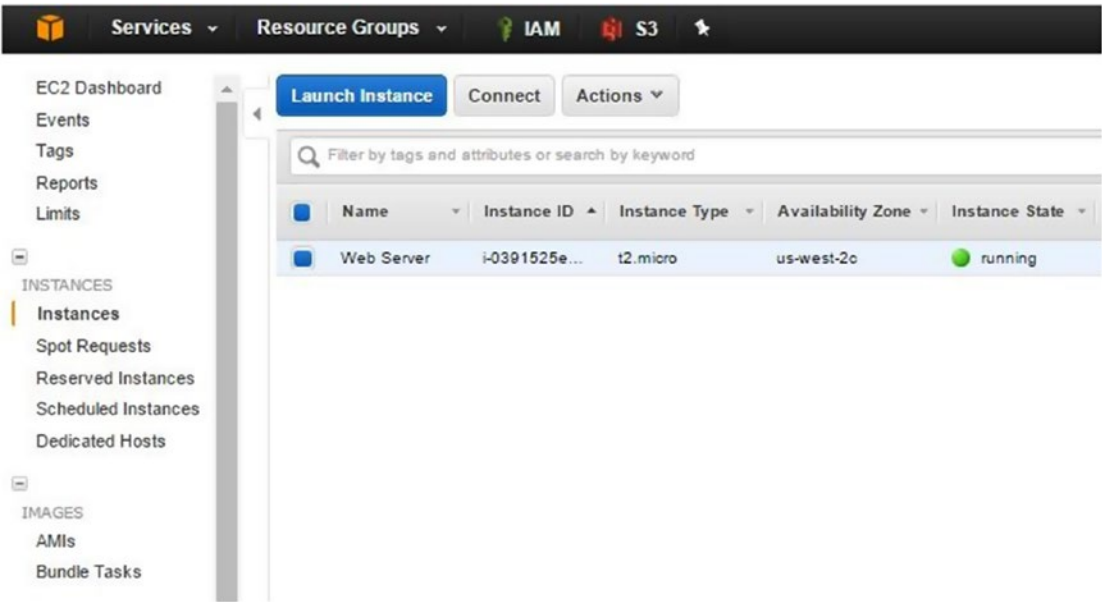 Services Resource Groups IAM S3
EC2 Dashboard
Events
Tags
Reports
Limits
INSTANCES
Instances
Spot Requests
Reserved Instances
Scheduled Instances
Dedicated Hosts
IMAGES
AMIs
Bundle Tasks
Launch Instance Connect Actions
Filter by tags and attributes or search by keyword
Name Instance ID Instance Type Availability Zone Instance State
Web Server i-0391525e... t2.micro us-west-2c running